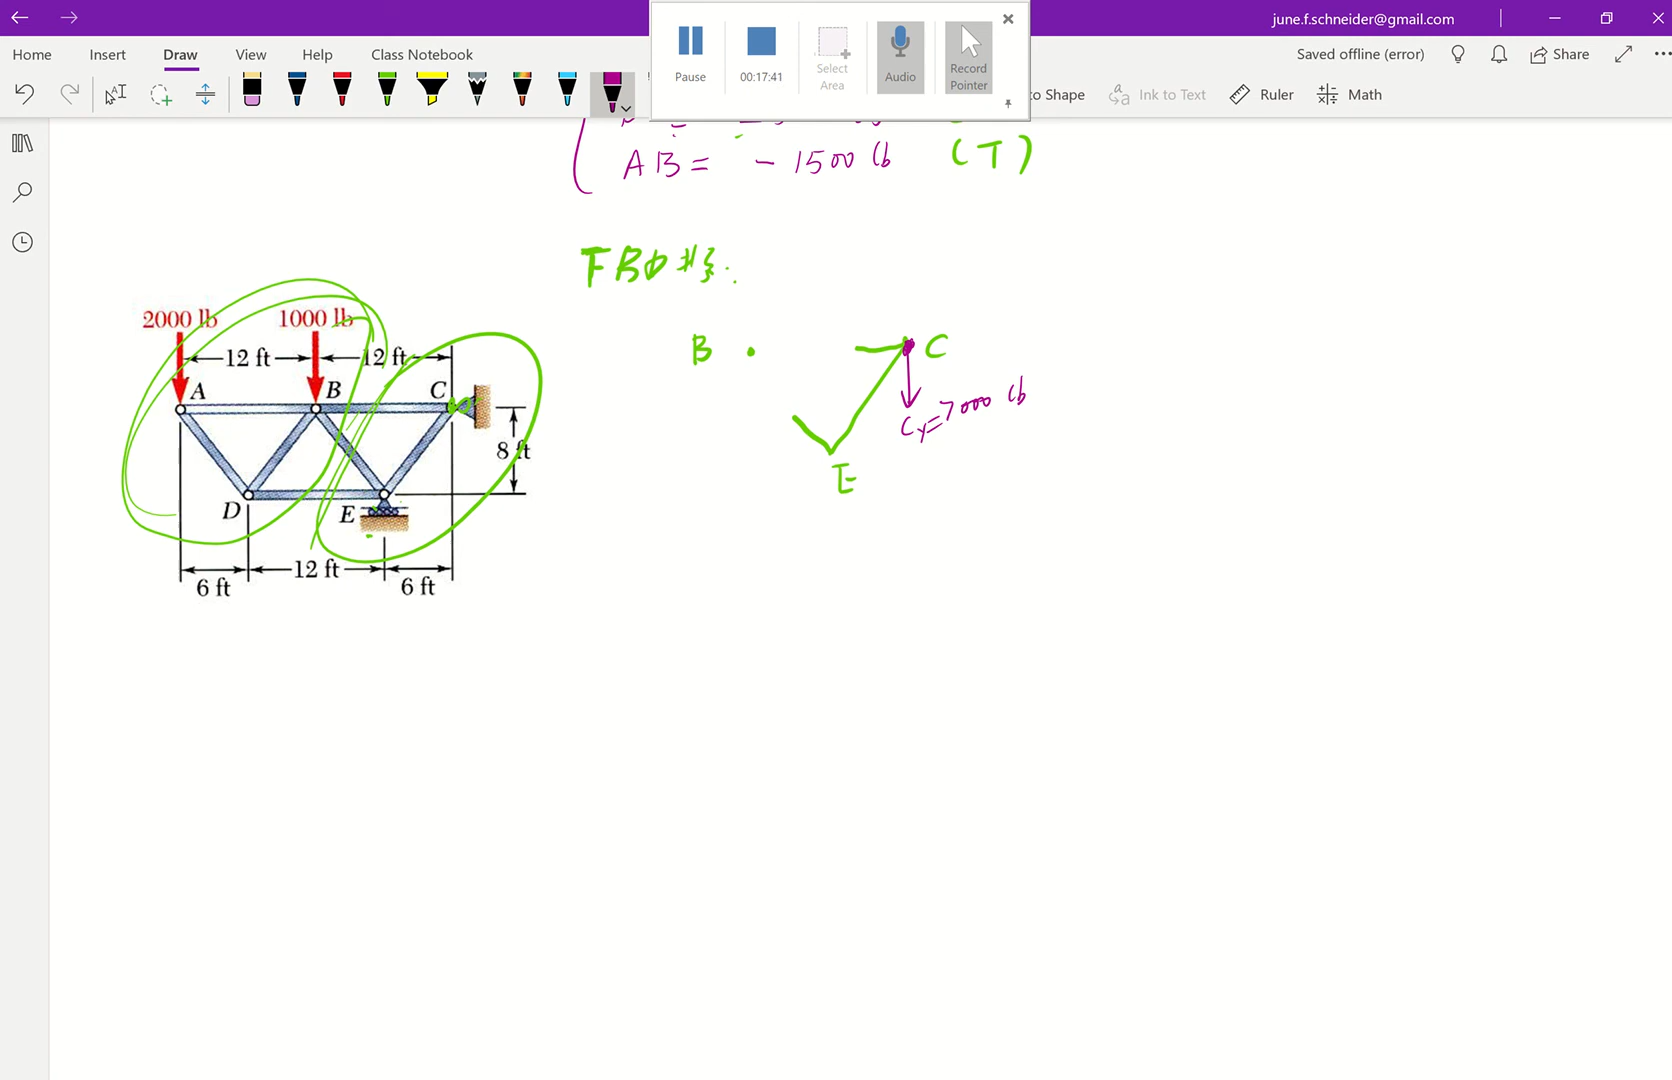 june.f.schneider@gmail.com
Home Insert Draw View Help Class Notebook
Pause
00:17:41
Select Area
Audio
Record Pointer
Saved offline (error)
Share
to Shape
Ink to Text
Ruler
Math
AB = - 1500 lb (T)
FBD #3:
2000 lb
1000 lb
12 ft
12 ft
A
B
C
8 ft
D
E
12 ft
6 ft
6 ft
B
C
Cy=7000 lb
E